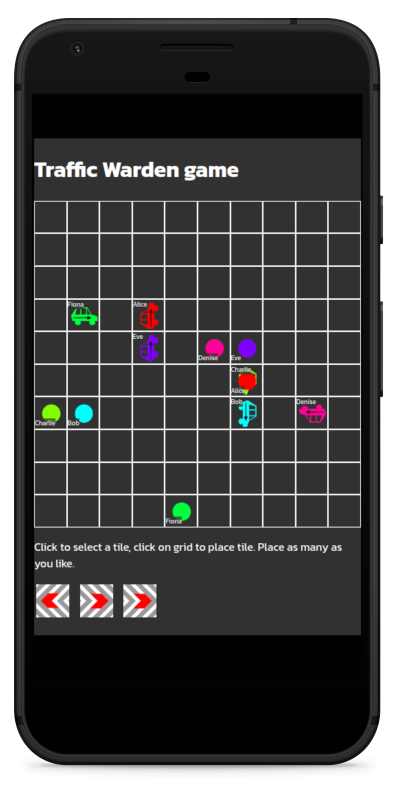 Traffic Warden game
Fiona
Alice
Eve
Denise
Eve
Charlie
Alice
Bob
Denise
Charlie
Bob
Fiona
Click to select a tile, click on grid to place tile. Place as many as
you like.